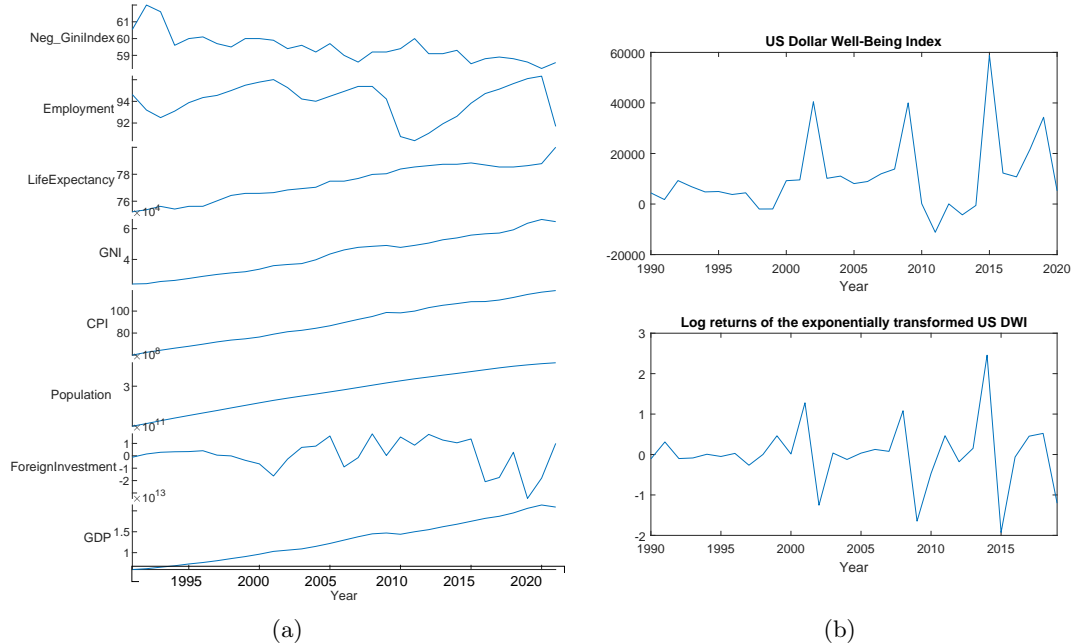 61
60
59
Neg_GiniIndex
94
92
Employment
78
76
LifeExpectancy
×10^4
6
4
GNI
100
80
CPI
×10^8
3
Population
×10^11
1
-1
-2
ForeignInvestment
×10^13
1.5
1
GDP
1995 2000 2005 2010 2015 2020
Year
(a)
US Dollar Well-Being Index
60000
40000
20000
0
-20000
1990 1995 2000 2005 2010 2015 2020
Year
Log returns of the exponentially transformed US DWI
3
2
1
0
-1
-2
1990 1995 2000 2005 2010 2015
Year
(b)